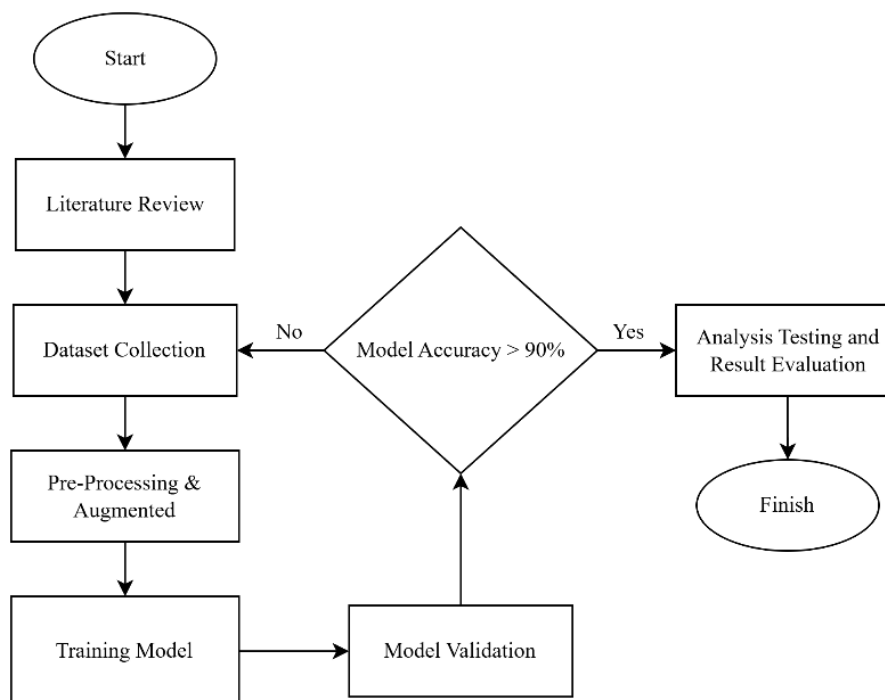 Start
Literature Review
Dataset Collection
No
Model Accuracy > 90%
Yes
Analysis Testing and
Result Evaluation
Pre-Processing &
Augmented
Finish
Training Model
Model Validation